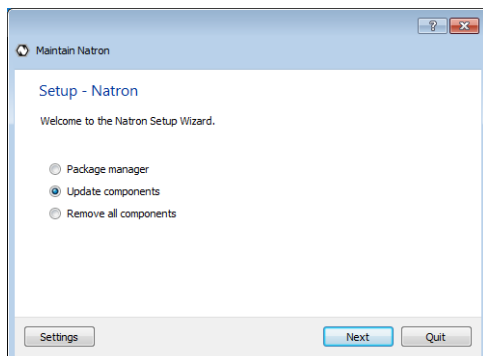 ?
Maintain Natron
Setup - Natron
Welcome to the Natron Setup Wizard.
Package manager
Update components
Remove all components
Settings
Next
Quit